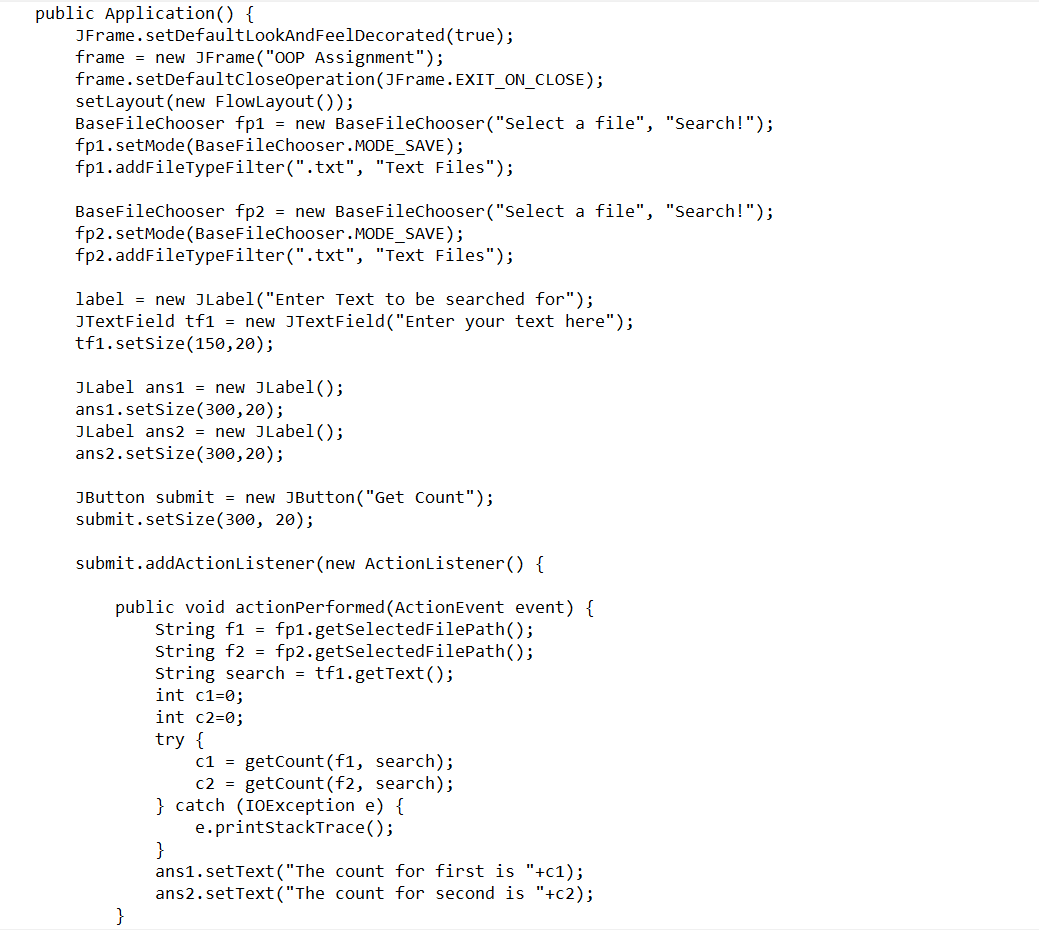 public Application() {
JFrame.setDefaultLookAndFeelDecorated(true);
frame = new JFrame("OOP Assignment");
frame.setDefaultCloseOperation(JFrame.EXIT_ON_CLOSE);
setLayout(new FlowLayout());
BaseFileChooser fp1 = new BaseFileChooser("Select a file", "Search!");
fp1.setMode(BaseFileChooser.MODE_SAVE);
fp1.addFileTypeFilter(".txt", "Text Files");
BaseFileChooser fp2 = new BaseFileChooser("Select a file", "Search!");
fp2.setMode(BaseFileChooser.MODE_SAVE);
fp2.addFileTypeFilter(".txt", "Text Files");
label = new JLabel("Enter Text to be searched for");
JTextField tf1 = new JTextField("Enter your text here");
tf1.setSize(150,20);
JLabel ans1 = new JLabel();
ans1.setSize(300,20);
JLabel ans2 = new JLabel();
ans2.setSize(300,20);
JButton submit = new JButton("Get Count");
submit.setSize(300, 20);
submit.addActionListener(new ActionListener() {
public void actionPerformed(ActionEvent event) {
String f1 = fp1.getSelectedFilePath();
String f2 = fp2.getSelectedFilePath();
String search = tf1.getText();
int c1=0;
int c2=0;
try {
c1 = getCount(f1, search);
c2 = getCount(f2, search);
} catch (IOException e) {
e.printStackTrace();
}
ans1.setText("The count for first is "+c1);
ans2.setText("The count for second is "+c2);
}